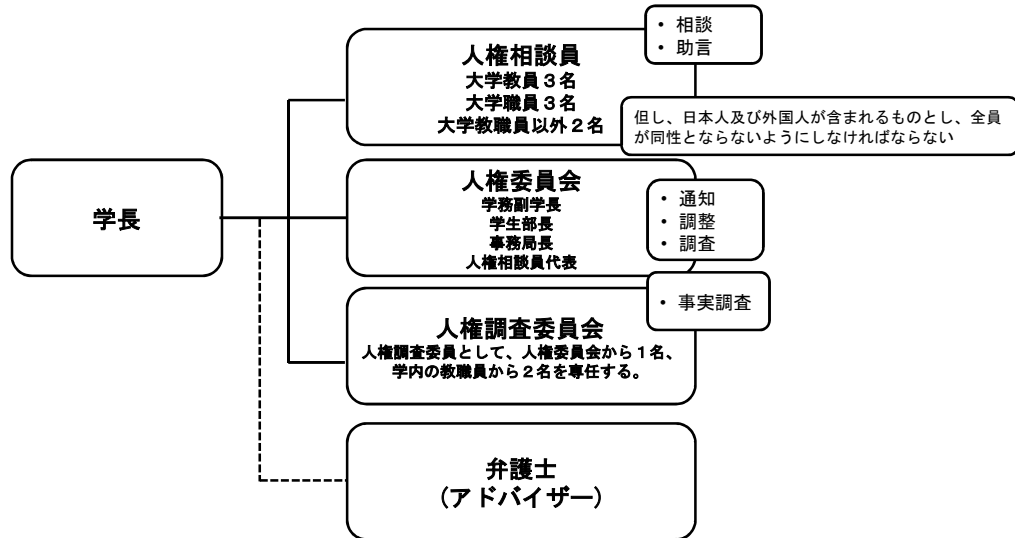 ・ 相談
・ 助言
人権相談員
大学教員３名
大学職員３名
大学教職員以外２名
但し、日本人及び外国人が含まれるものとし、全員
が同性とならないようにしなければならない
学長
人権委員会
学務副学長
学生部長
事務局長
人権相談員代表
・ 通知
・ 調整
・ 調査
・ 事実調査
人権調査委員会
人権調査委員として、人権委員会から１名、
学内の教職員から２名を専任する。
弁護士
（アドバイザー）